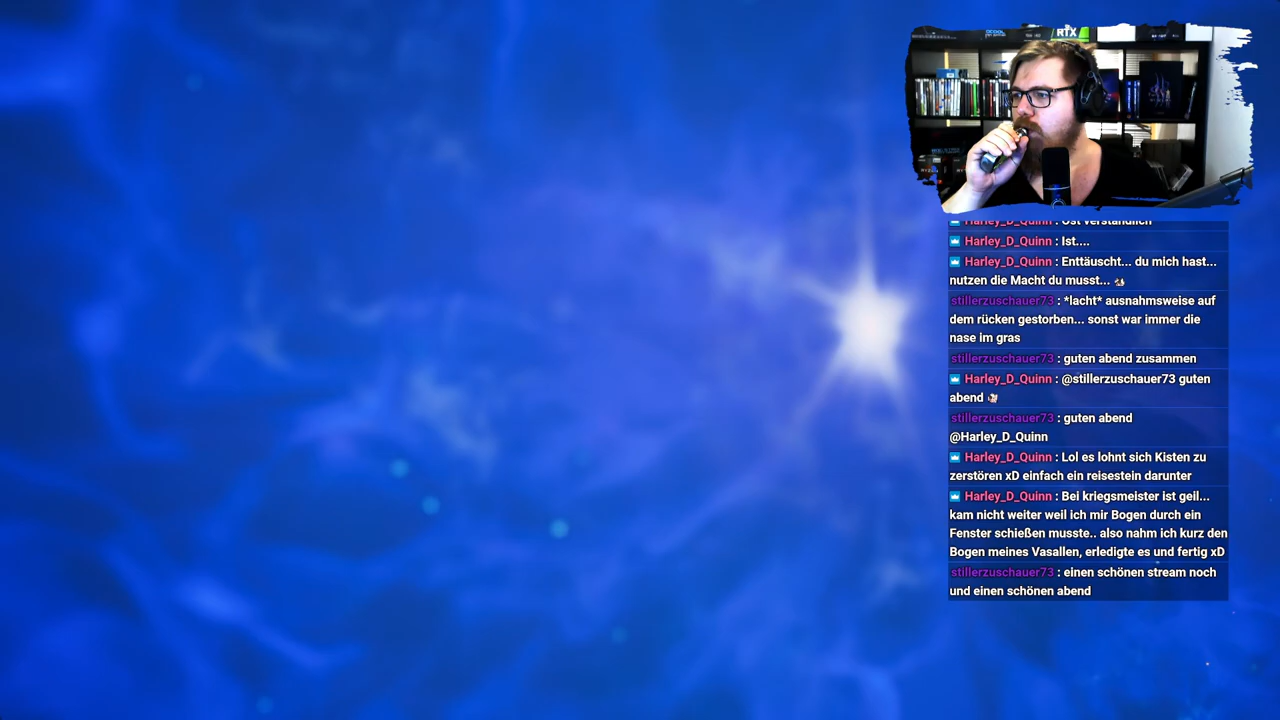 RTX
Harley_D_Quinn : Ost verständlich
Harley_D_Quinn : Ist....
Harley_D_Quinn : Enttäuscht... du mich hast...
nutzen die Macht du musst...
stillerzuschauer73 : *lacht* ausnahmsweise auf
dem rücken gestorben... sonst war immer die
nase im gras
stillerzuschauer73 : guten abend zusammen
Harley_D_Quinn : @stillerzuschauer73 guten
abend
stillerzuschauer73 : guten abend
@Harley_D_Quinn
Harley_D_Quinn : Lol es lohnt sich Kisten zu
zerstören xD einfach ein reisestein darunter
Harley_D_Quinn : Bei kriegsmeister ist geil...
kam nicht weiter weil ich mir Bogen durch ein
Fenster schießen musste.. also nahm ich kurz den
Bogen meines Vasallen, erledigte es und fertig xD
stillerzuschauer73 : einen schönen stream noch
und einen schönen abend